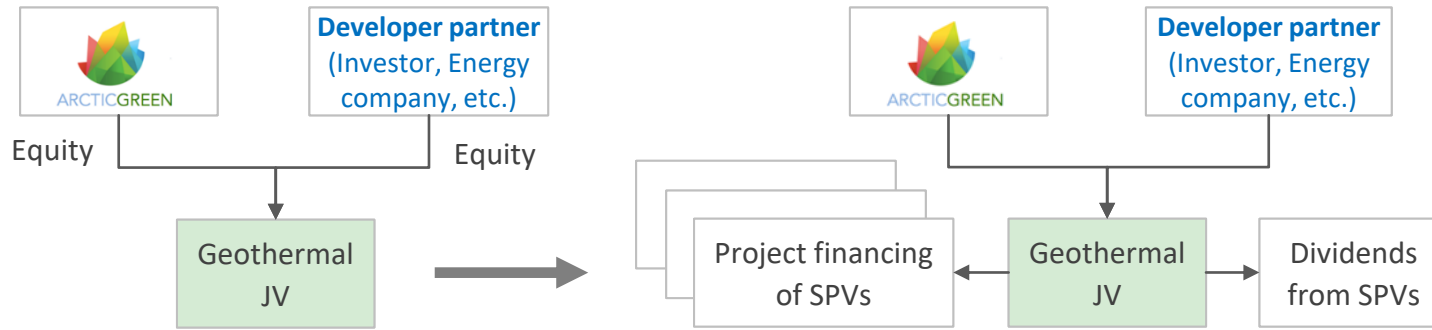 ARCTICGREEN
Developer partner
(Investor, Energy
company, etc.)
Equity
Equity
Geothermal
JV
ARCTICGREEN
Developer partner
(Investor, Energy
company, etc.)
Project financing
of SPVs
Geothermal
JV
Dividends
from SPVs